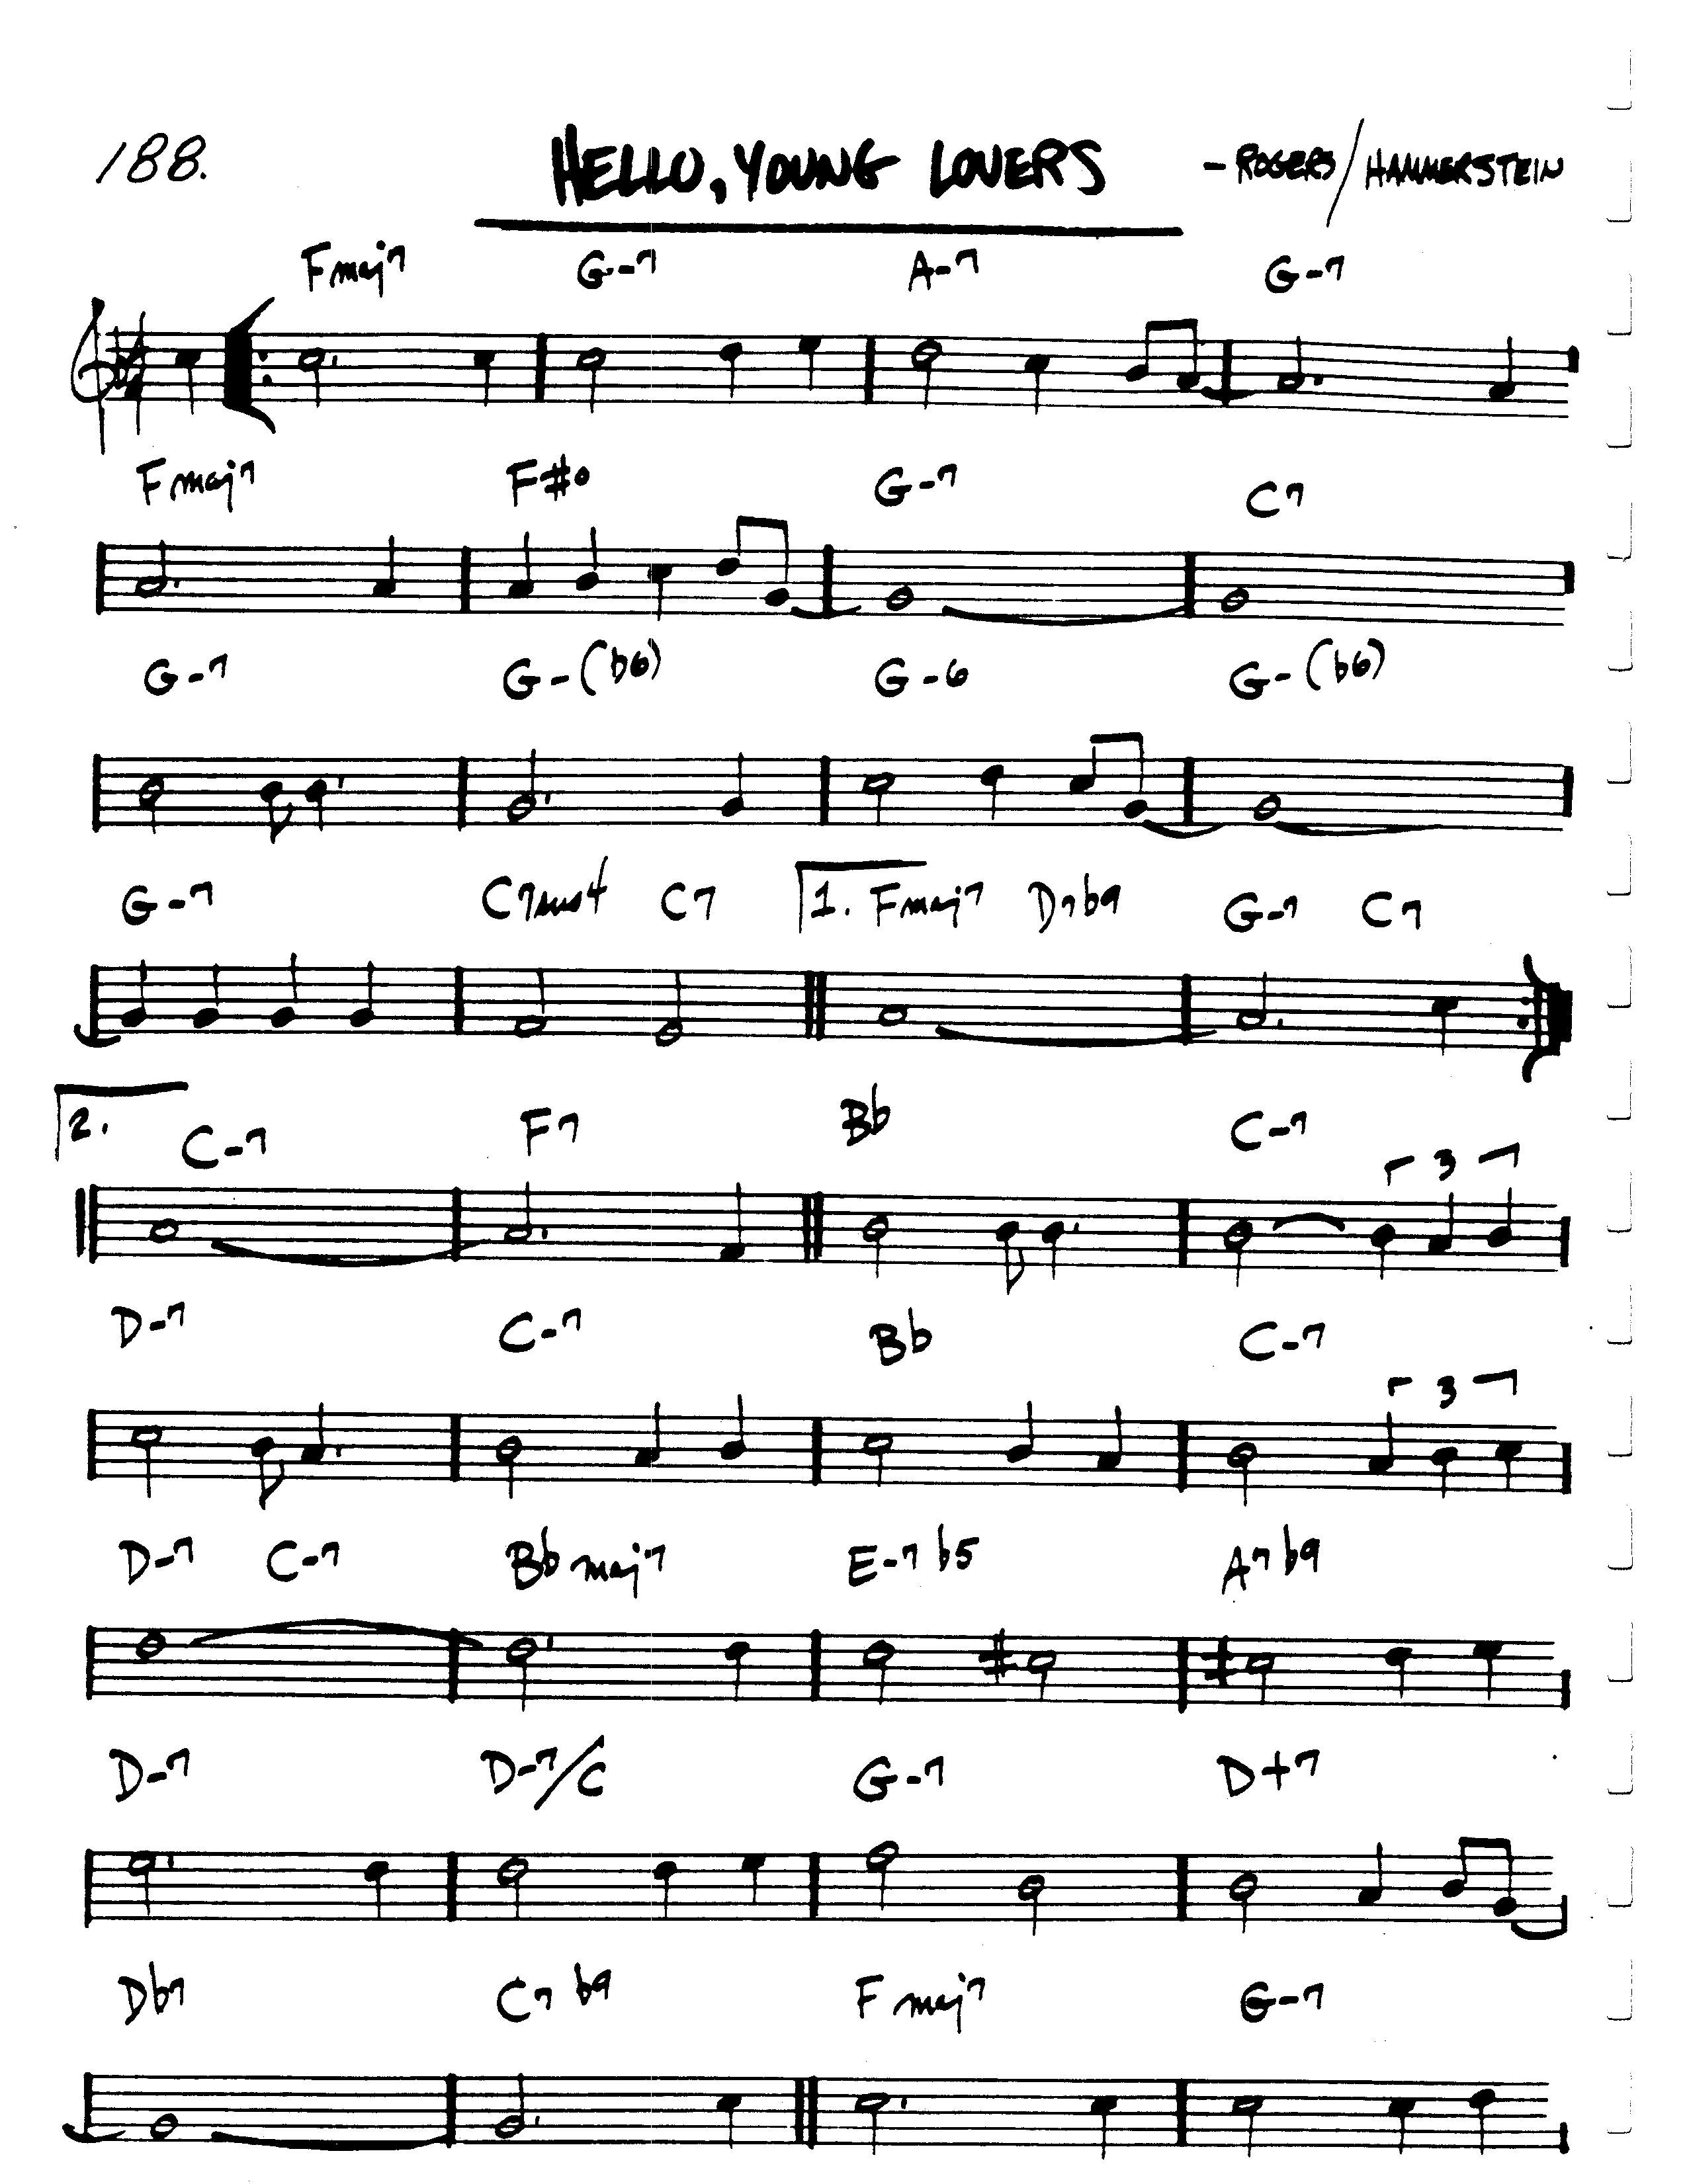 188. HELLO, YOUNG LOVERS – ROGERS/HAMMERSTEIN
Fmaj7 G-7 A-7 G-7
Fmaj7 F#o G-7 C7
G-7 G-(b6) G-6 G-(b6)
G-7 C7sus4 C7 1. Fmaj7 D7b9 G-7 C7
2. C-7 F7 Bb C-7
3
D-7 C-7 Bb C-7
3
D-7 C-7 Bbmaj7 E-7b5 A7b9
D-7 D-7/C G-7 D+7
Db7 C7b9 Fmaj7 G-7